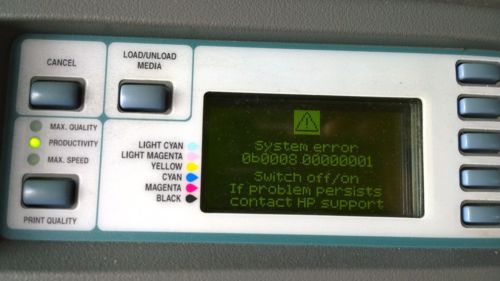 CANCEL
LOAD/UNLOAD
MEDIA
MAX. QUALITY
PRODUCTIVITY
MAX. SPEED
PRINT QUALITY
LIGHT CYAN
LIGHT MAGENTA
YELLOW
CYAN
MAGENTA
BLACK
System error
0b0008.00000001
Switch off/on
If problem persists
contact HP support